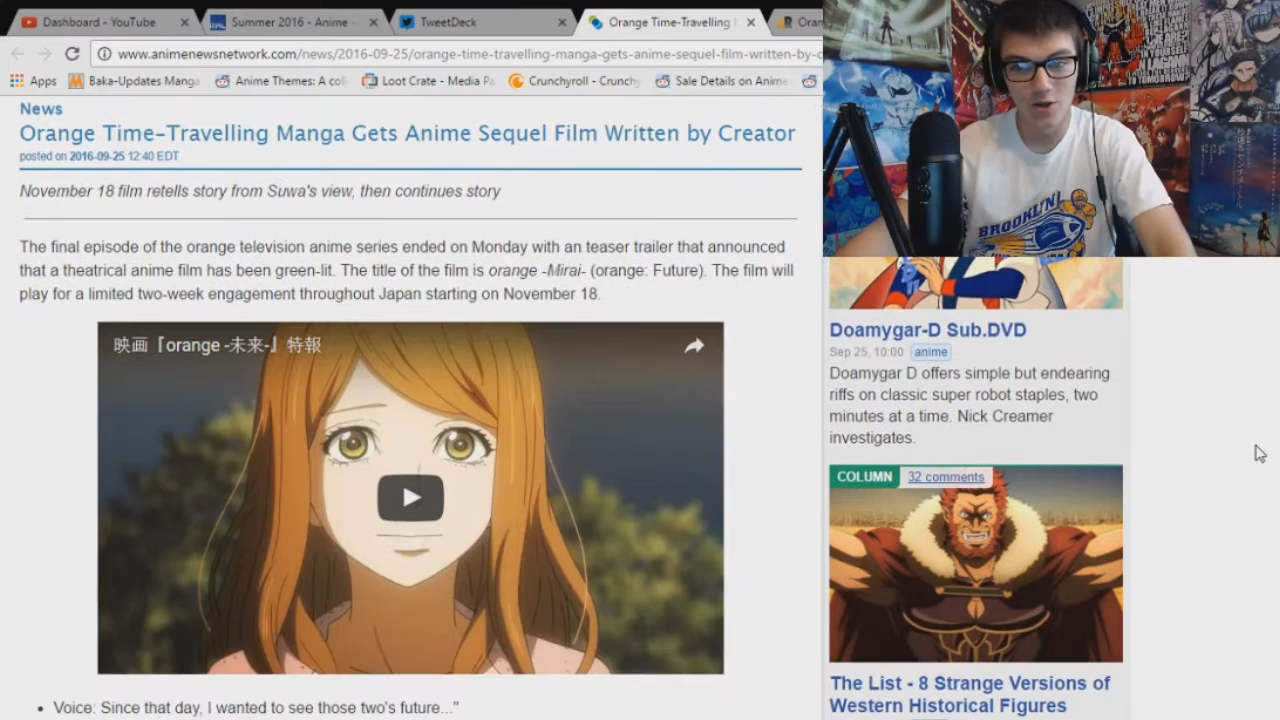 Dashboard - YouTube
Summer 2016 - Anime -
TweetDeck
Orange Time-Travelling
Oran
www.animenewsnetwork.com/news/2016-09-25/orange-time-travelling-manga-gets-anime-sequel-film-written-by-c
Apps
Baka-Updates Manga
Anime Themes: A coll
Loot Crate - Media Pa
Crunchyroll - Crunchy
Sale Details on Anime
News
Orange Time-Travelling Manga Gets Anime Sequel Film Written by Creator
posted on 2016-09-25 12:40 EDT
November 18 film retells story from Suwa's view, then continues story
The final episode of the orange television anime series ended on Monday with an teaser trailer that announced
that a theatrical anime film has been green-lit. The title of the film is orange -Mirai- (orange: Future). The film will
play for a limited two-week engagement throughout Japan starting on November 18.
映画『orange -未来-』特報
Voice: Since that day, I wanted to see those two's future..."
BROOKLYN
Doamygar-D Sub.DVD
Sep 25, 10:00 anime
Doamygar D offers simple but endearing
riffs on classic super robot staples, two
minutes at a time. Nick Creamer
investigates.
COLUMN 32 comments
The List - 8 Strange Versions of
Western Historical Figures